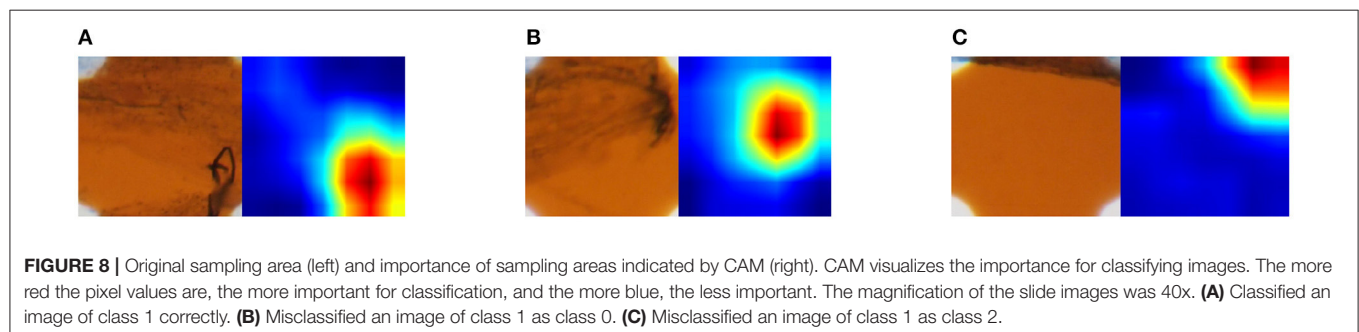 A
B
C
FIGURE 8 | Original sampling area (left) and importance of sampling areas indicated by CAM (right). CAM visualizes the importance for classifying images. The more
red the pixel values are, the more important for classification, and the more blue, the less important. The magnification of the slide images was 40x. (A) Classified an
image of class 1 correctly. (B) Misclassified an image of class 1 as class 0. (C) Misclassified an image of class 1 as class 2.